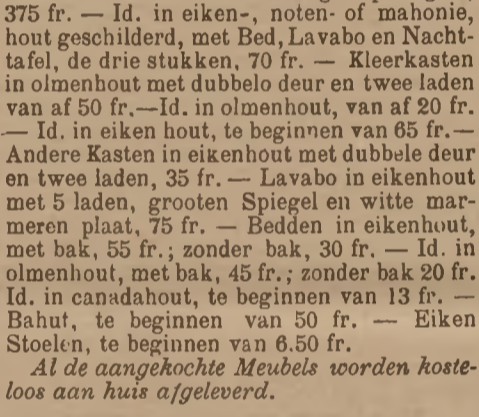 375 fr. — Id. in eiken-, noten- of mahonie,
hout geschilderd, met Bed, Lavabo en Nacht-
tafel, de drie stukken, 70 fr. — Kleerkasten
in olmenhout met dubbelo deur en twee laden
van af 50 fr.—Id. in olmenhout, van af 20 fr.
— Id. in eiken hout, te beginnen van 65 fr.—
Andere Kasten in eikenhout met dubbele deur
en twee laden, 35 fr. — Lavabo in eikenhout
met 5 laden, grooten Spiegel en witte mar-
meren plaat, 75 fr. — Bedden in eikenhout,
met bak, 55 fr.; zonder bak, 30 fr. — Id. in
olmenhout, met bak, 45 fr.; zonder bak 20 fr.
Id. in canadahout, te beginnen van 13 fr. —
Bahut, te beginnen van 50 fr. — Eiken
Stoelen, te beginnen van 6.50 fr.
Al de aangekochte Meubels worden koste-
loos aan huis afgeleverd.